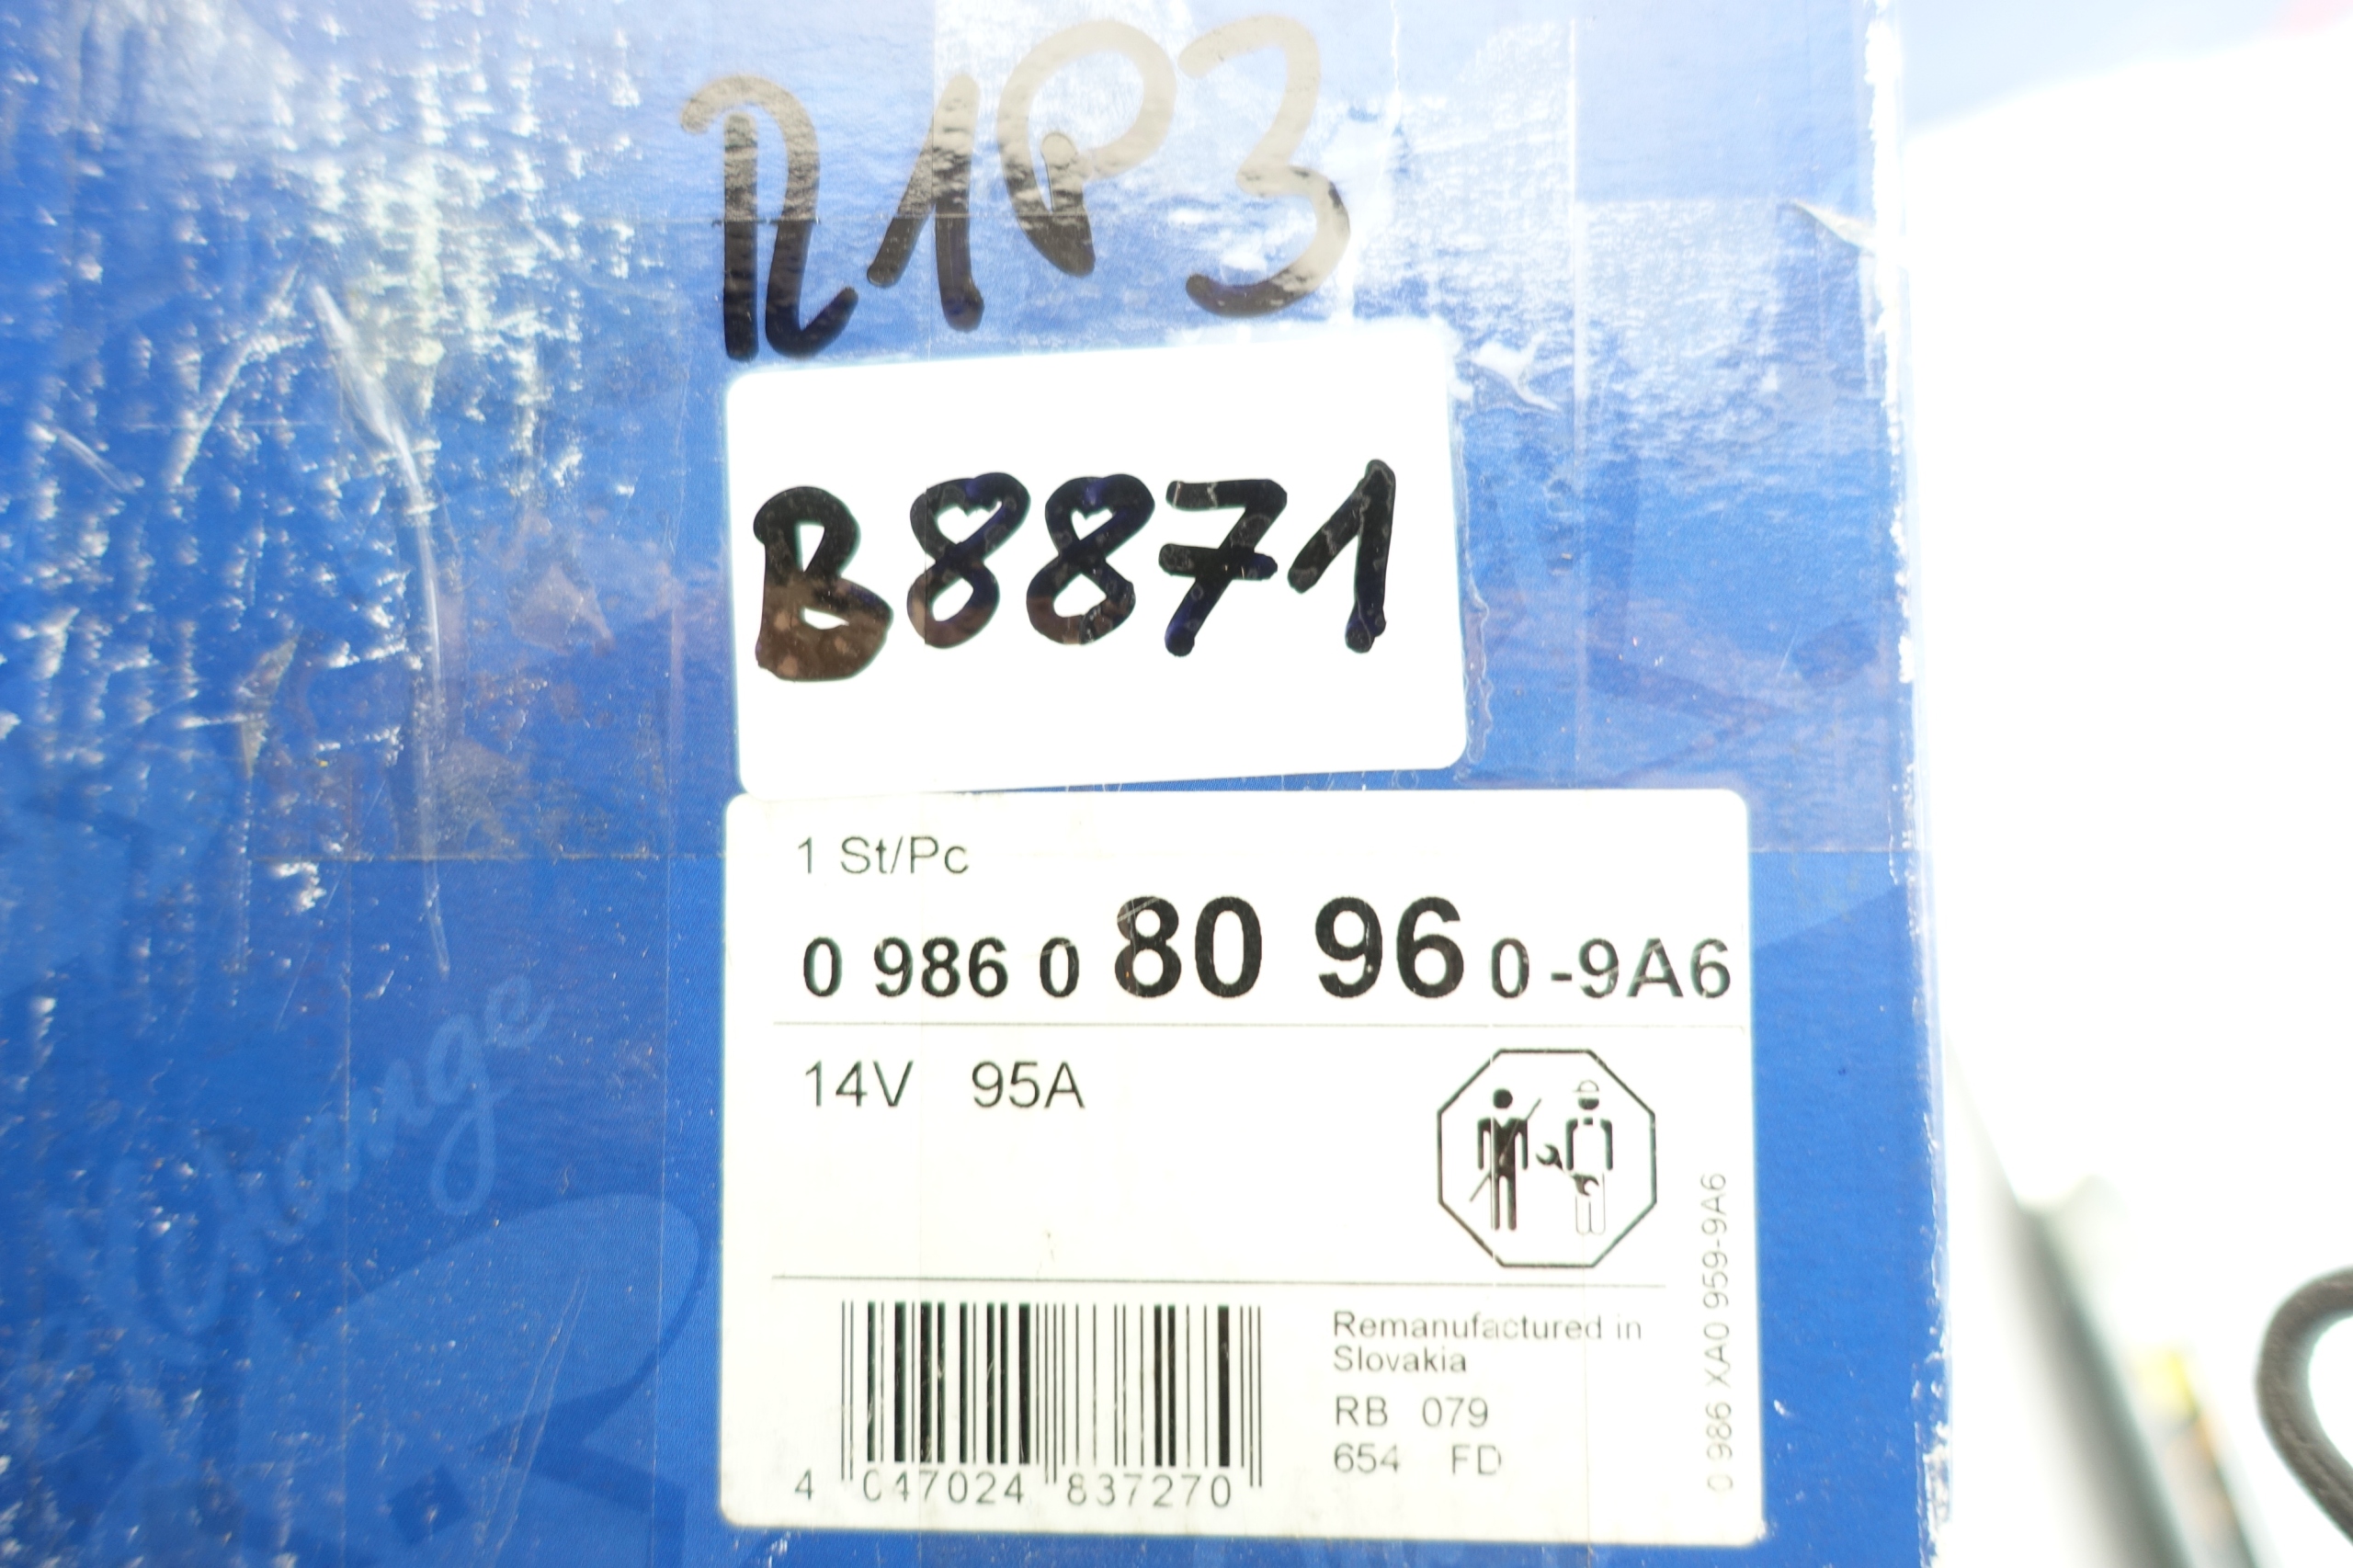 R1P3
B8871
1 St/Pc
0 986 0 80 96 0 -9A6
14V 95A
Remanufactured in
Slovakia
RB 079
654 FD
4 047024 837270
0 986 XA0 959-9A6